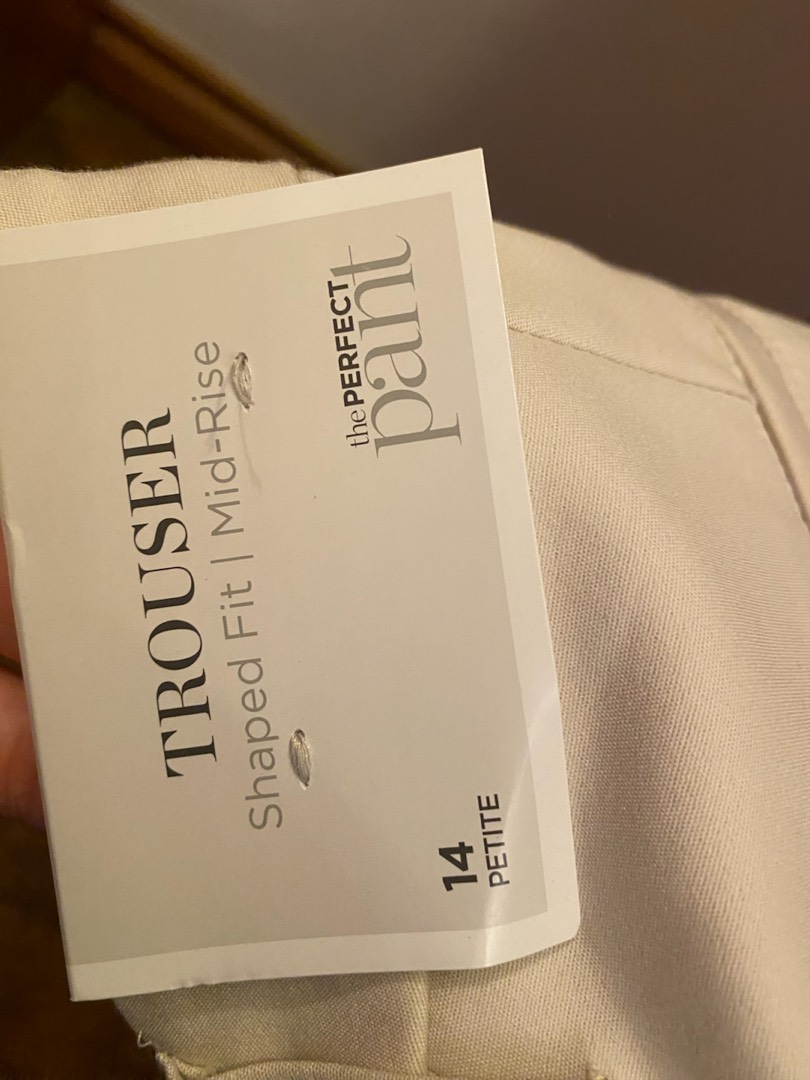 TROUSER
Shaped Fit | Mid-Rise
the PERFECT
pant
14
PETITE